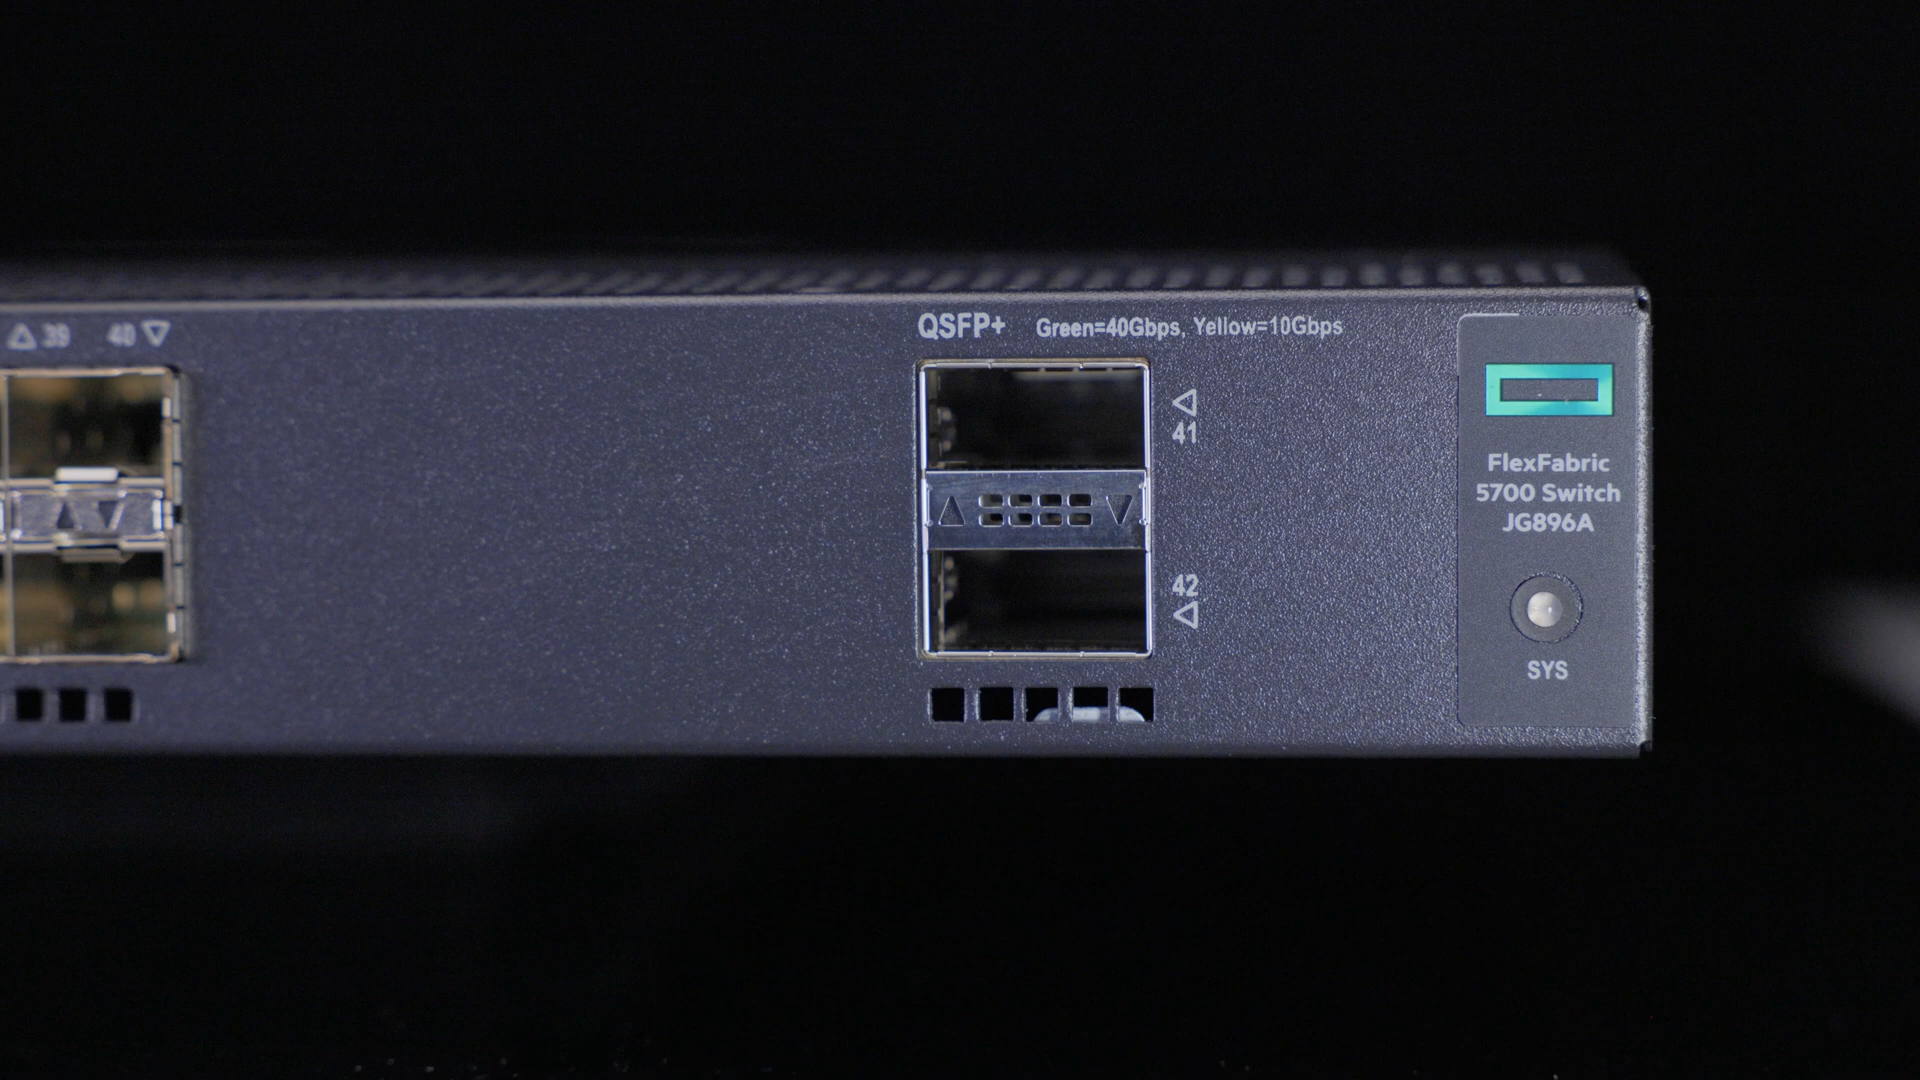 39 40
QSFP+ Green=40Gbps, Yellow=10Gbps
41
42
FlexFabric
5700 Switch
JG896A
SYS